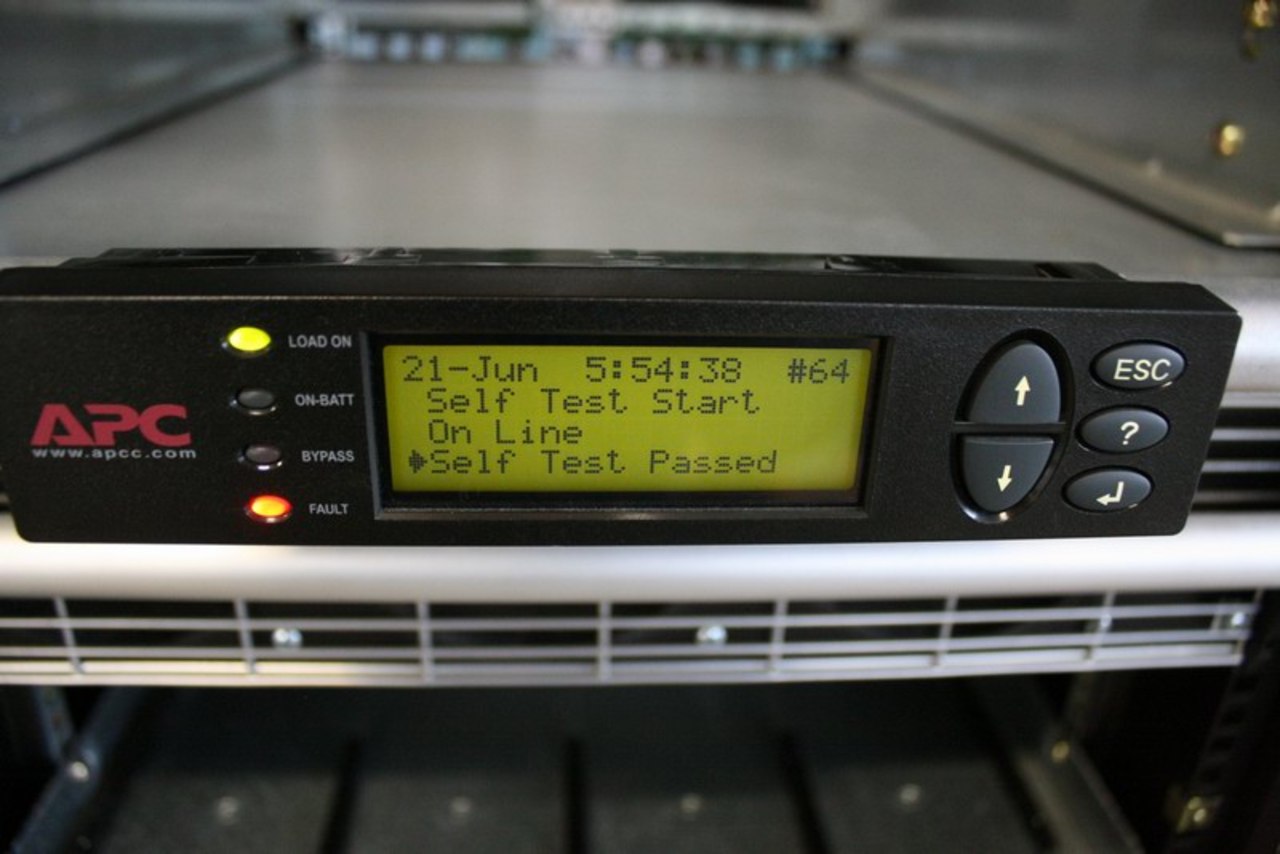 APC
www.apcc.com
LOAD ON
ON-BATT
BYPASS
FAULT
21-Jun 5:54:38 #64
Self Test Start
On Line
Self Test Passed
ESC
?